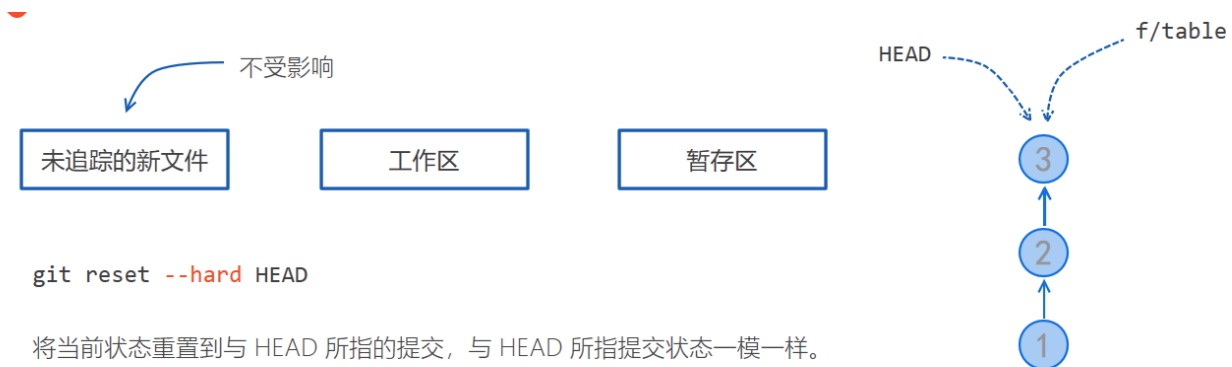 不受影响
HEAD
f/table
未追踪的新文件
工作区
暂存区
3
2
git reset --hard HEAD
将当前状态重置到与 HEAD 所指的提交，与 HEAD 所指提交状态一模一样。
1